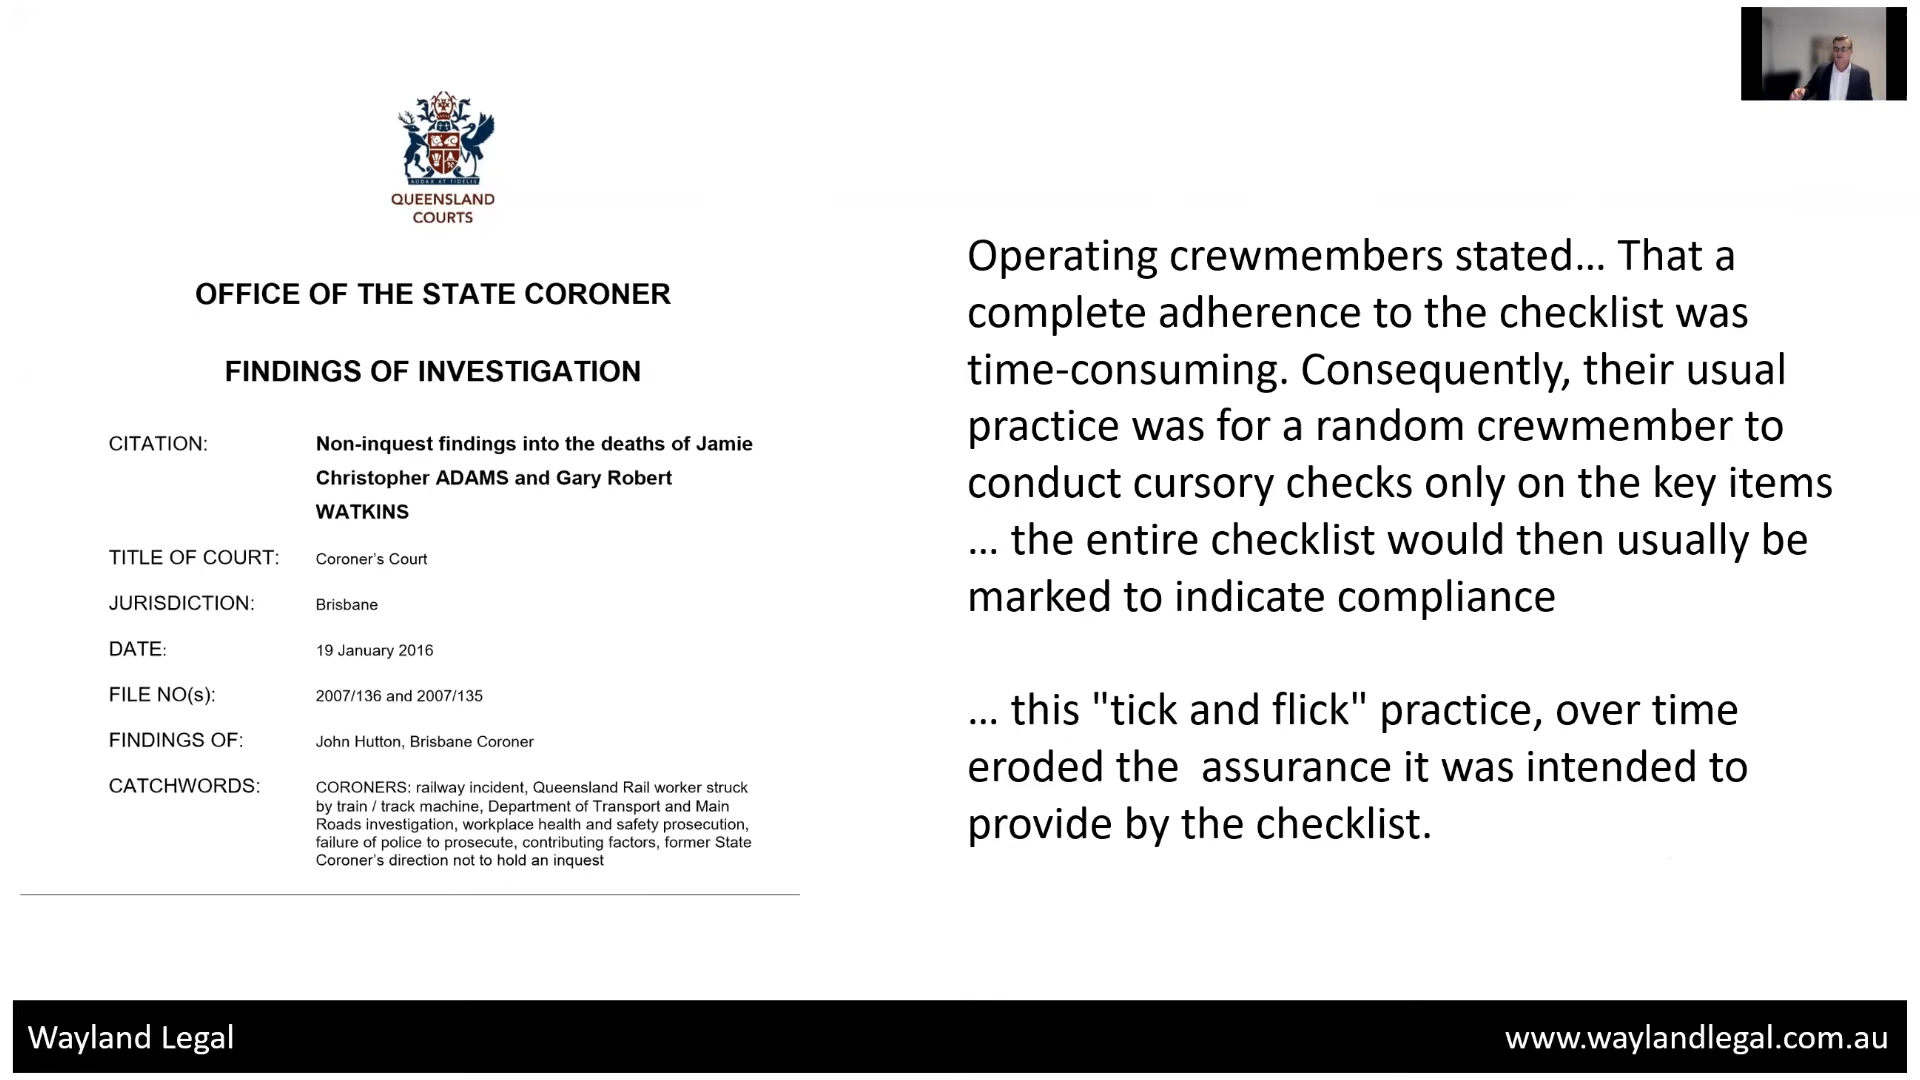 AUDAX AT FIDELIS
QUEENSLAND
COURTS
OFFICE OF THE STATE CORONER
FINDINGS OF INVESTIGATION
CITATION: Non-inquest findings into the deaths of Jamie
Christopher ADAMS and Gary Robert
WATKINS
TITLE OF COURT: Coroner's Court
JURISDICTION: Brisbane
DATE: 19 January 2016
FILE NO(s): 2007/136 and 2007/135
FINDINGS OF: John Hutton, Brisbane Coroner
CATCHWORDS: CORONERS: railway incident, Queensland Rail worker struck
by train / track machine, Department of Transport and Main
Roads investigation, workplace health and safety prosecution,
failure of police to prosecute, contributing factors, former State
Coroner's direction not to hold an inquest
Operating crewmembers stated… That a
complete adherence to the checklist was
time-consuming. Consequently, their usual
practice was for a random crewmember to
conduct cursory checks only on the key items
… the entire checklist would then usually be
marked to indicate compliance
… this "tick and flick" practice, over time
eroded the  assurance it was intended to
provide by the checklist.
Wayland Legal
www.waylandlegal.com.au